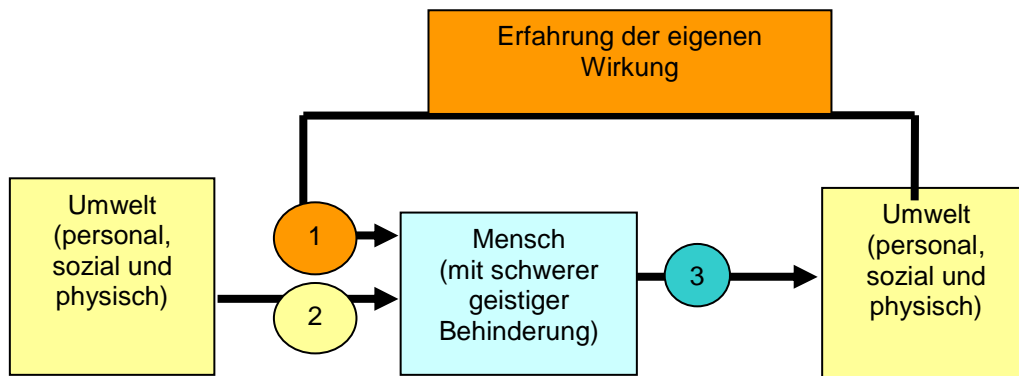 Erfahrung der eigenen
Wirkung
Umwelt
(personal,
sozial und
physisch)
1
2
Mensch
(mit schwerer
geistiger
Behinderung)
3
Umwelt
(personal,
sozial und
physisch)